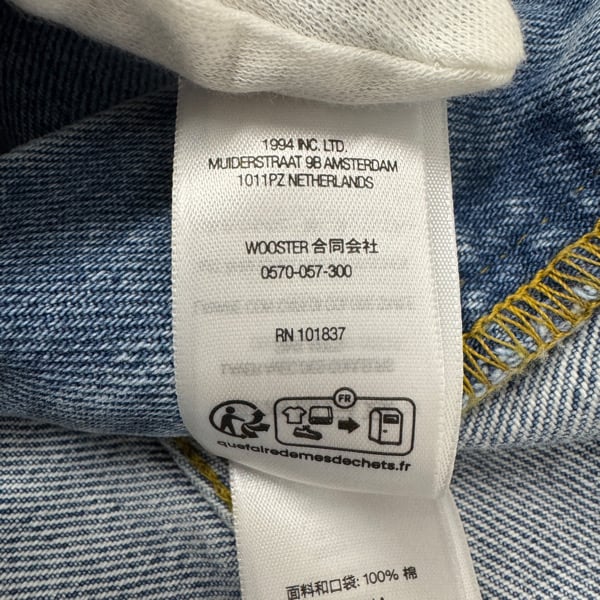 1994 INC. LTD.
MUIDERSTRAAT 9B AMSTERDAM
1011PZ NETHERLANDS
WOOSTER 合同会社
0570-057-300
RN 101837
FR
quefairedemesdechets.fr
面料和口袋: 100% 棉